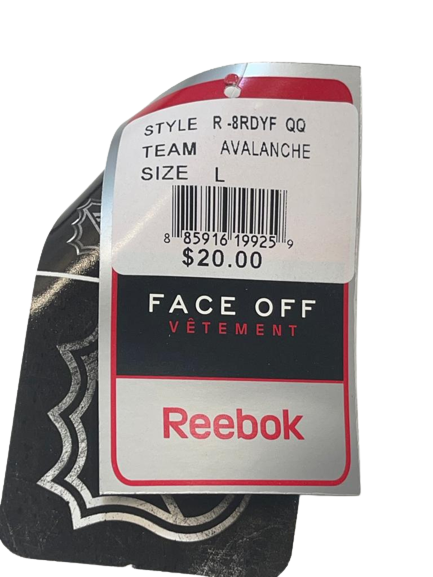 STYLE R-8RDYF QQ
TEAM AVALANCHE
SIZE L
8 85916 19925 9
$20.00
FACE OFF
VÊTEMENT
Reebok